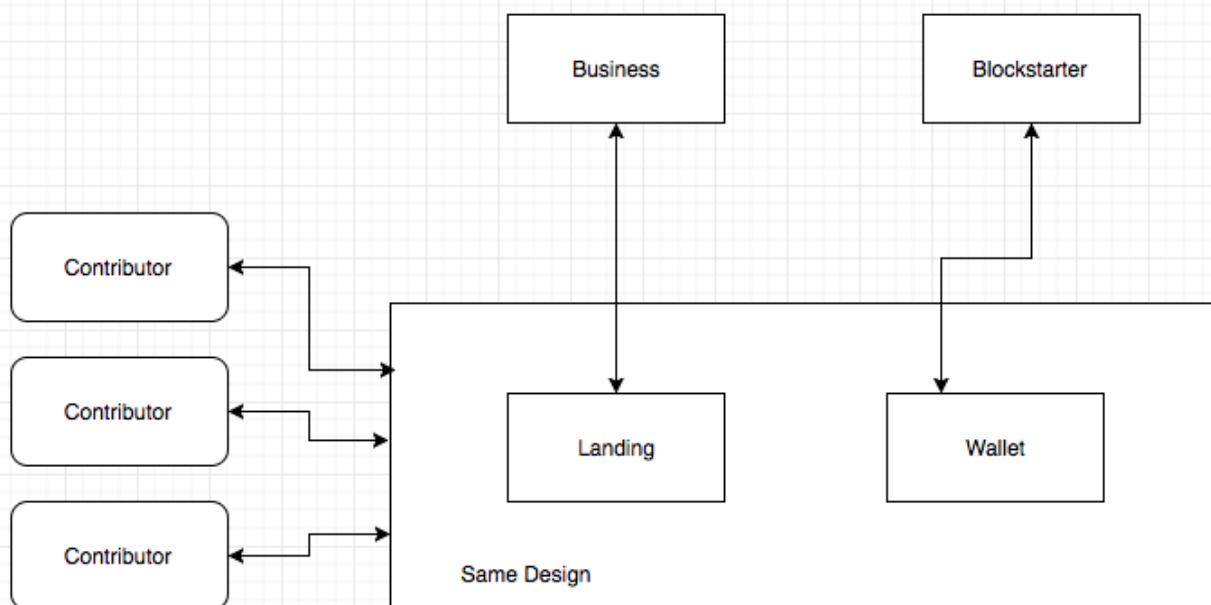 Business
Blockstarter
Contributor
Contributor
Landing
Wallet
Contributor
Same Design